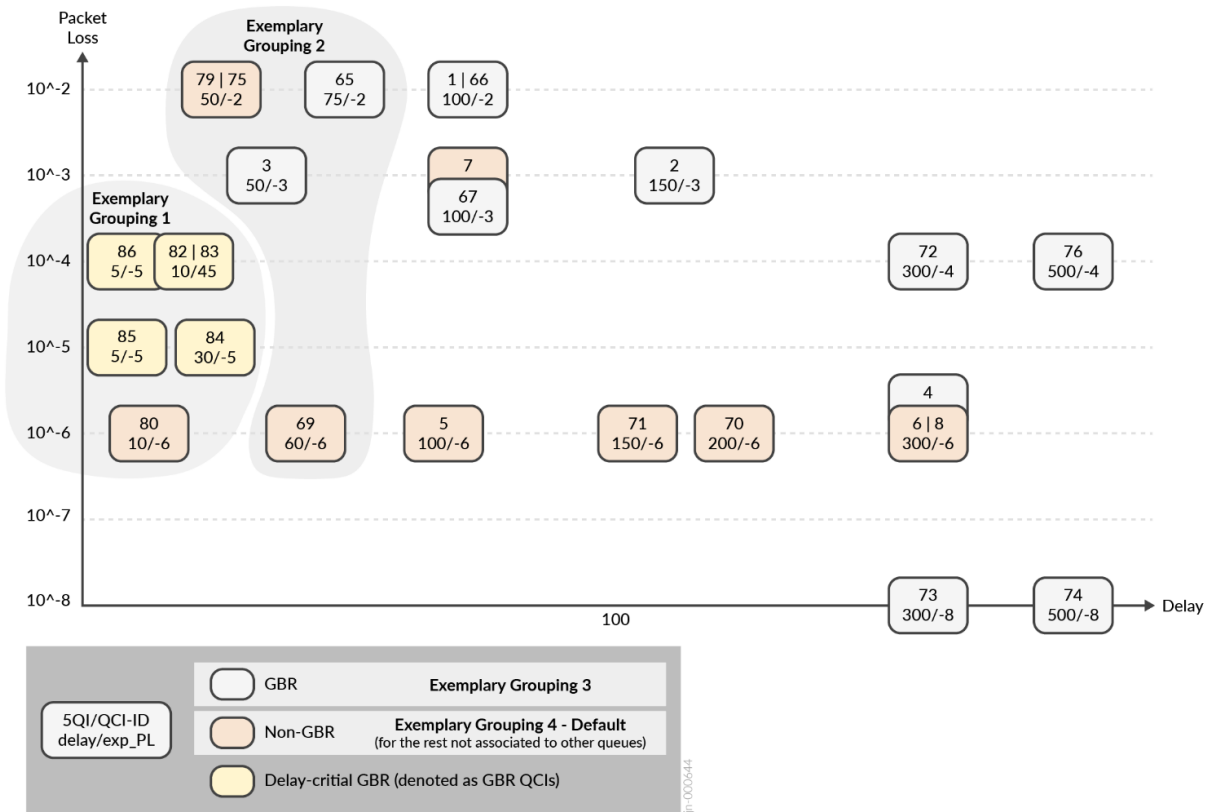 Packet
Loss
Exemplary
Grouping 2
10^-2
79 | 75
50/-2
65
75/-2
1 | 66
100/-2
10^-3
3
50/-3
7
67
100/-3
2
150/-3
Exemplary
Grouping 1
10^-4
86
5/-5
82 | 83
10/45
72
300/-4
76
500/-4
10^-5
85
5/-5
84
30/-5
10^-6
80
10/-6
69
60/-6
5
100/-6
71
150/-6
70
200/-6
4
6 | 8
300/-6
10^-7
10^-8
73
300/-8
74
500/-8
Delay
100
5QI/QCI-ID
delay/exp_PL
GBR
Exemplary Grouping 3
Non-GBR
Exemplary Grouping 4 - Default
(for the rest not associated to other queues)
Delay-critial GBR (denoted as GBR QCIs)
jn-000644